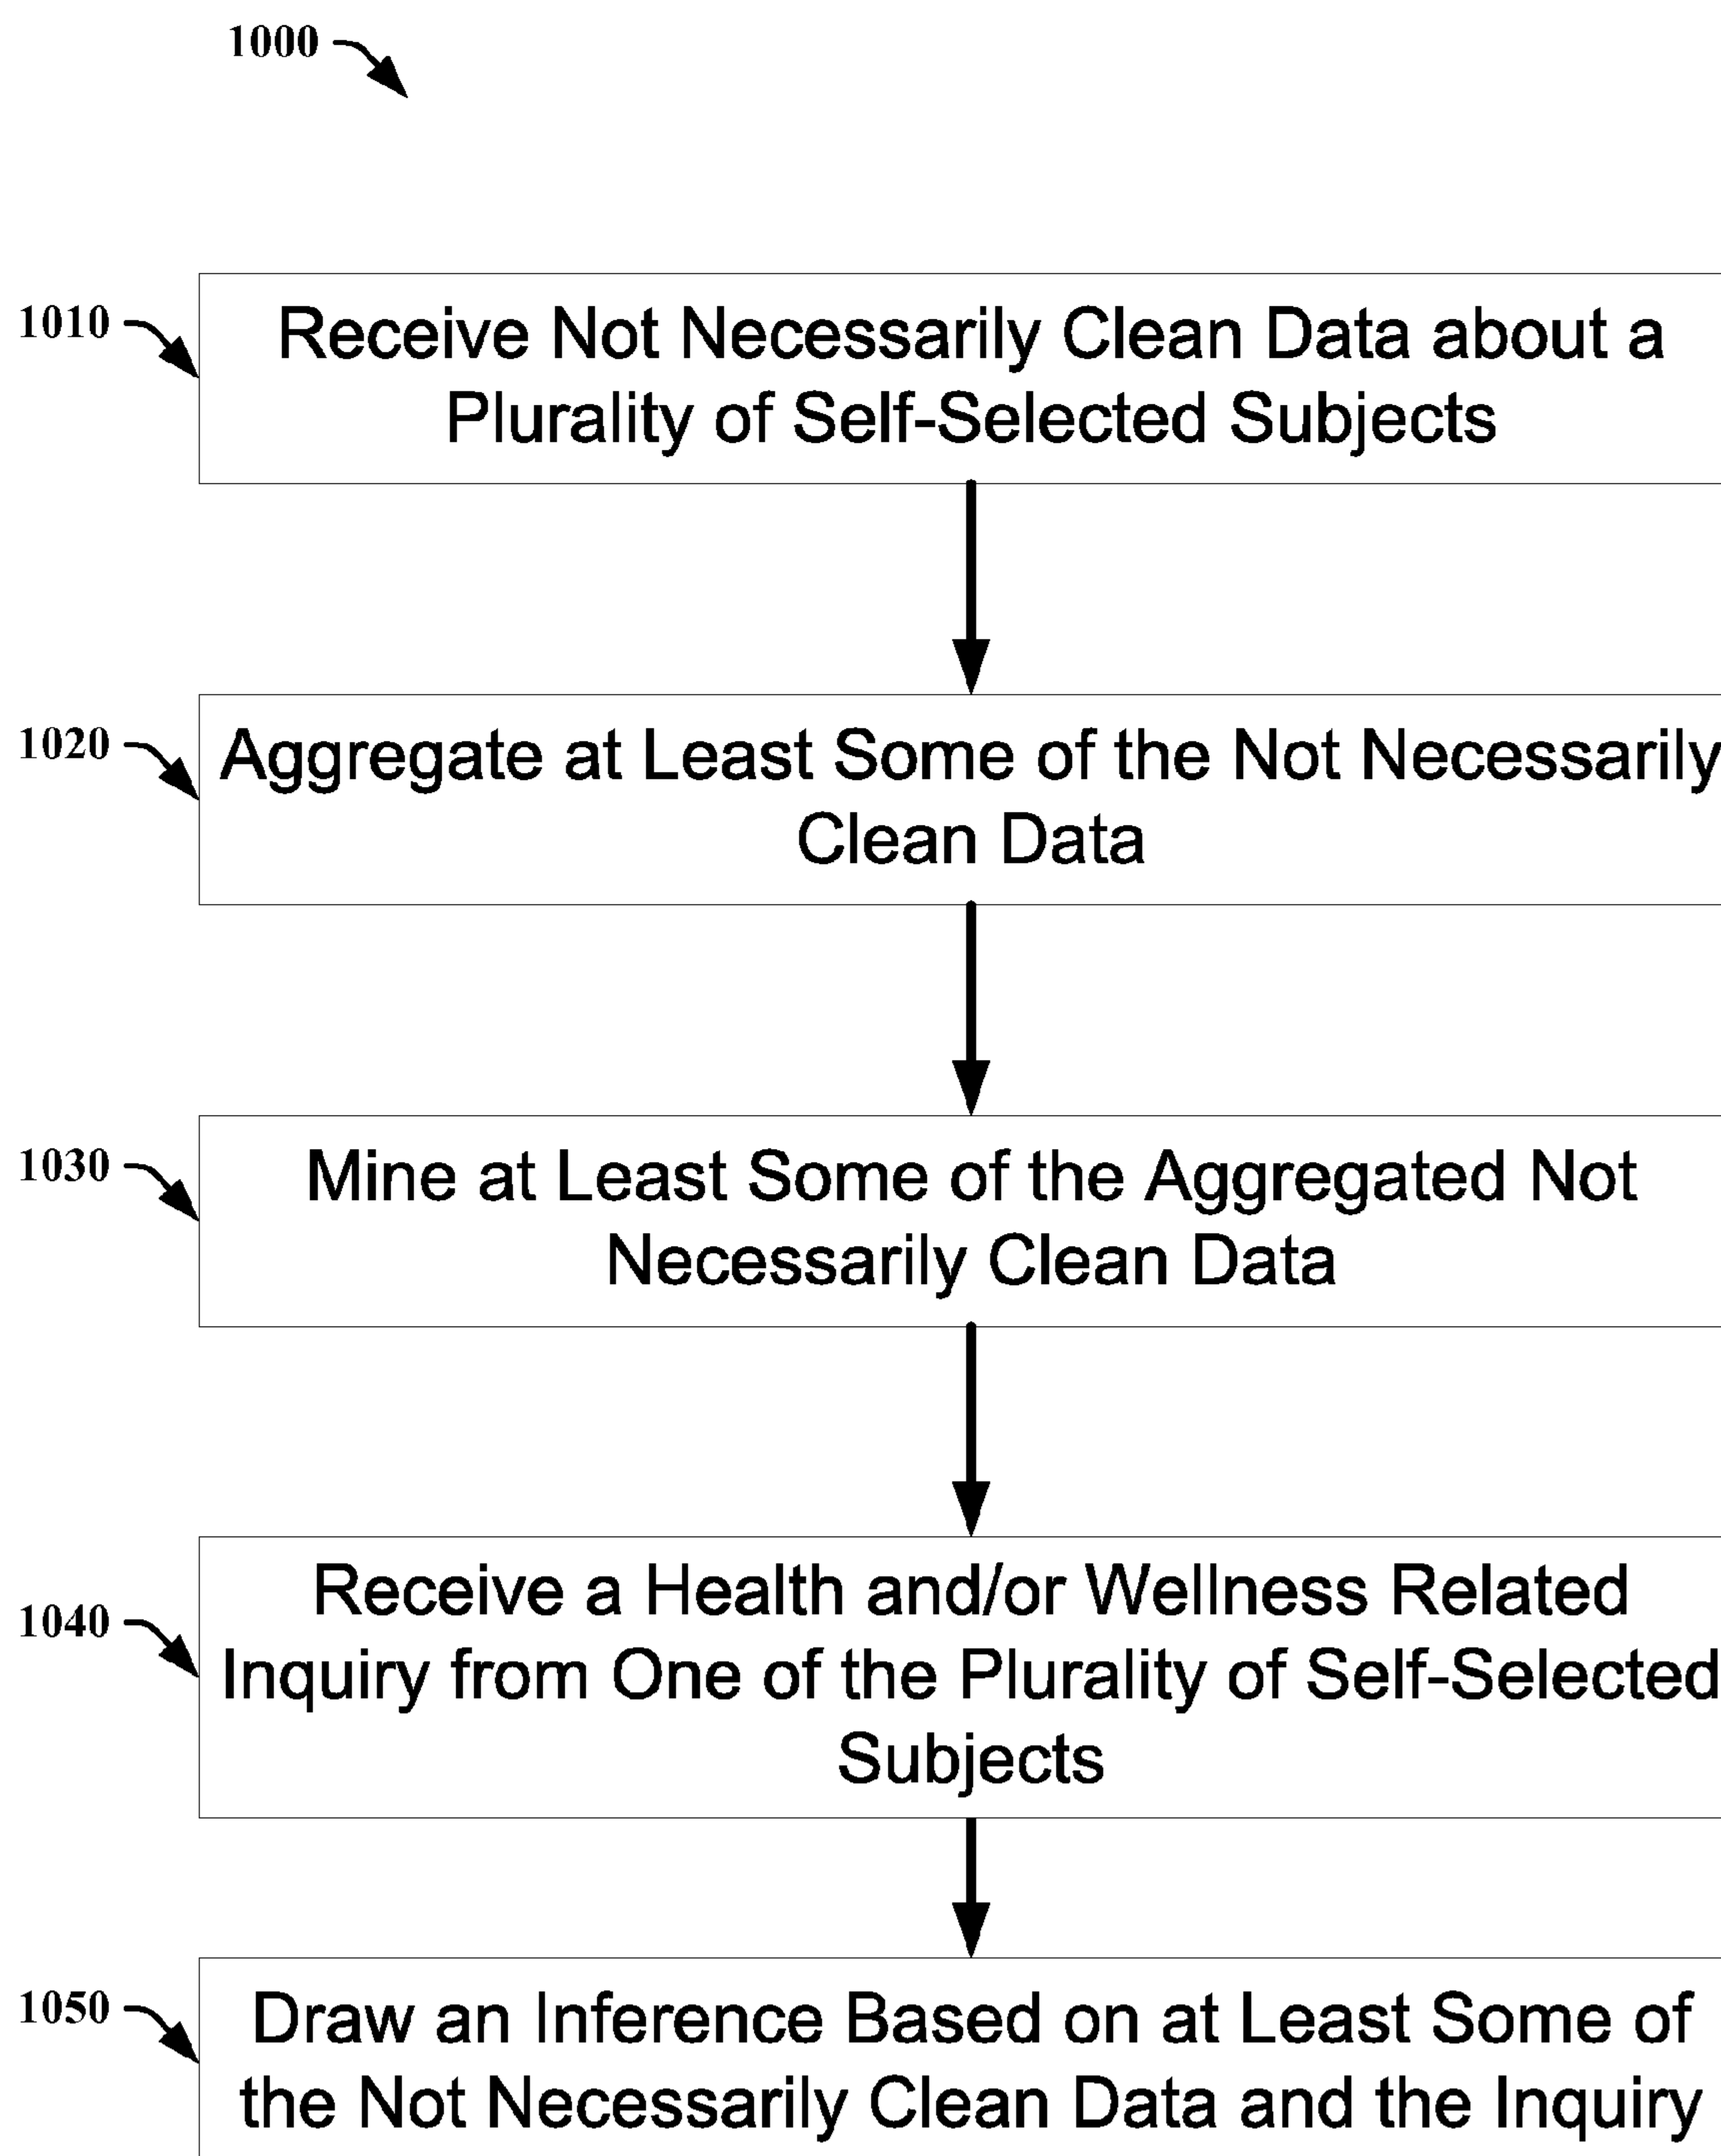 1000
1010
Receive Not Necessarily Clean Data about a
Plurality of Self-Selected Subjects
1020
Aggregate at Least Some of the Not Necessarily
Clean Data
1030
Mine at Least Some of the Aggregated Not
Necessarily Clean Data
1040
Receive a Health and/or Wellness Related
Inquiry from One of the Plurality of Self-Selected
Subjects
1050
Draw an Inference Based on at Least Some of
the Not Necessarily Clean Data and the Inquiry